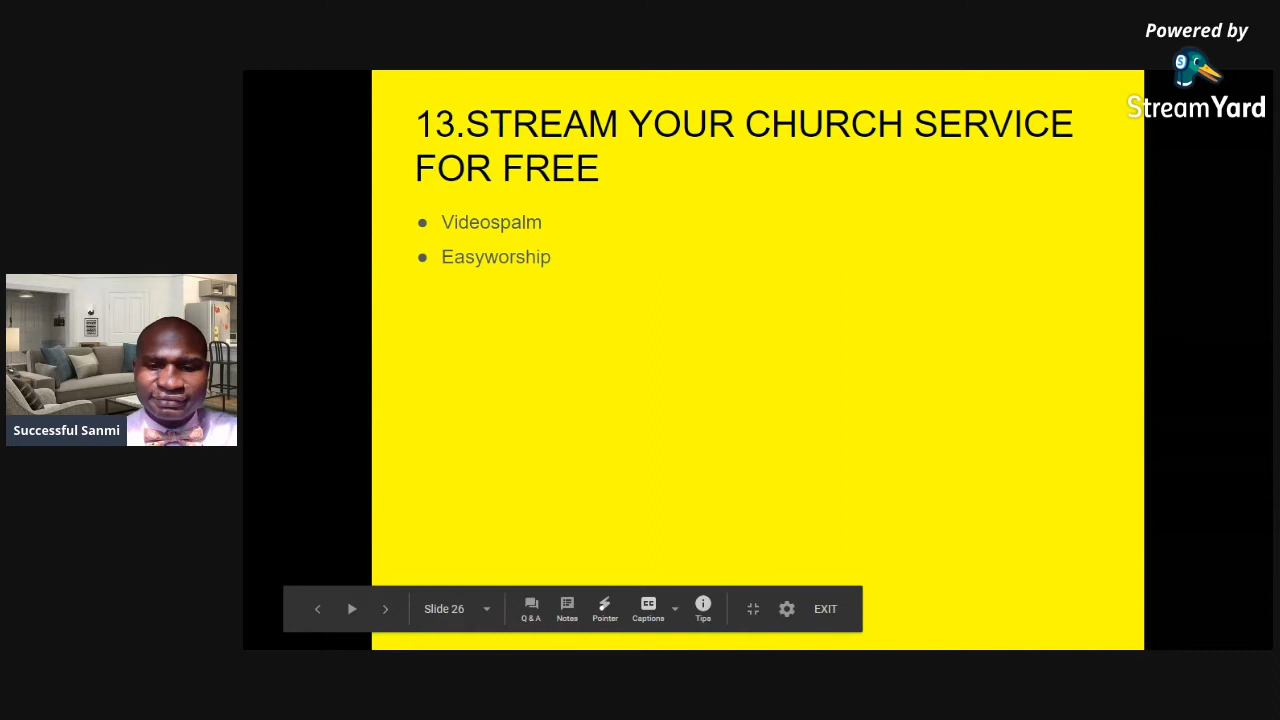 Powered by
StreamYard
13.STREAM YOUR CHURCH SERVICE
FOR FREE
● Videospalm
● Easyworship
Successful Sanmi
Slide 26
Q & A
Notes
Pointer
CC
Captions
Tips
EXIT